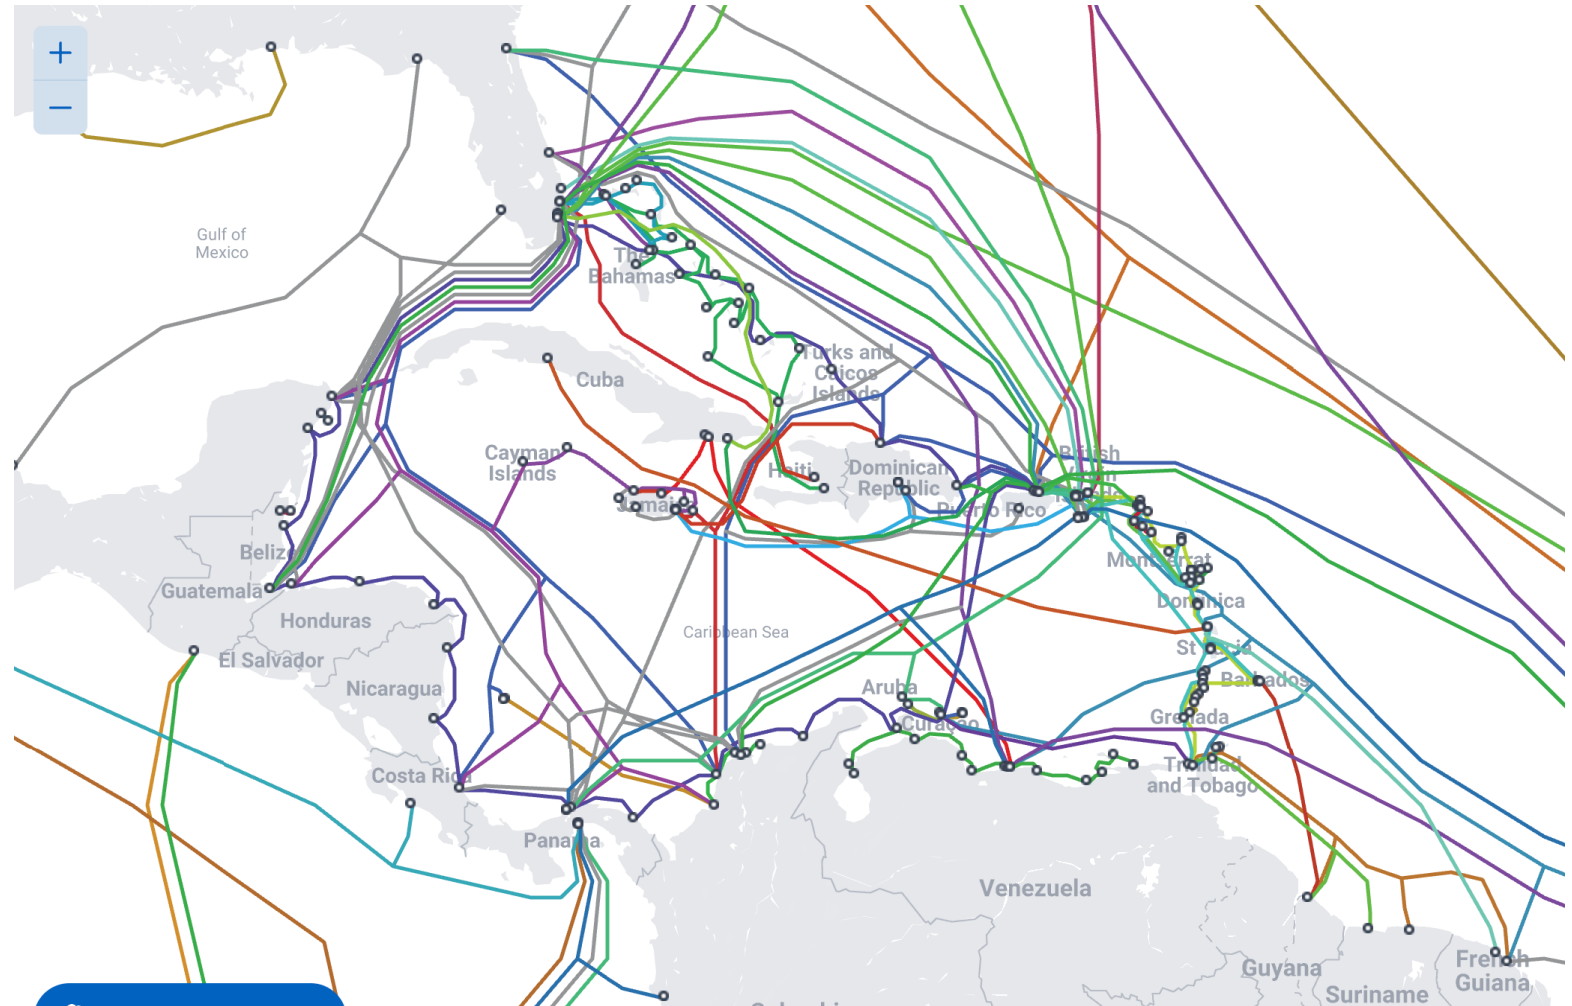 +
−
Gulf of
Mexico
The
Bahamas
Turks and
Caicos
Islands
Cuba
Cayman
Islands
Haiti
Dominican
Republic
British
Puerto Rico
Belize
Guatemala
Honduras
El Salvador
Nicaragua
Costa Rica
Panama
Caribbean Sea
Montserrat
Dominica
Barbados
Grenada
Aruba
Curaçao
Trinidad
and Tobago
Venezuela
Guyana
Suriname
French
Guiana